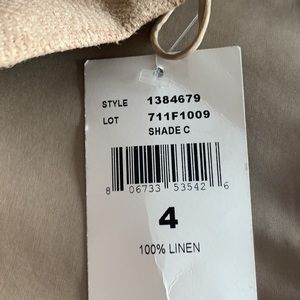 STYLE 1384679
LOT 711F1009
SHADE C
8 06733 53542 6
4
100% LINEN